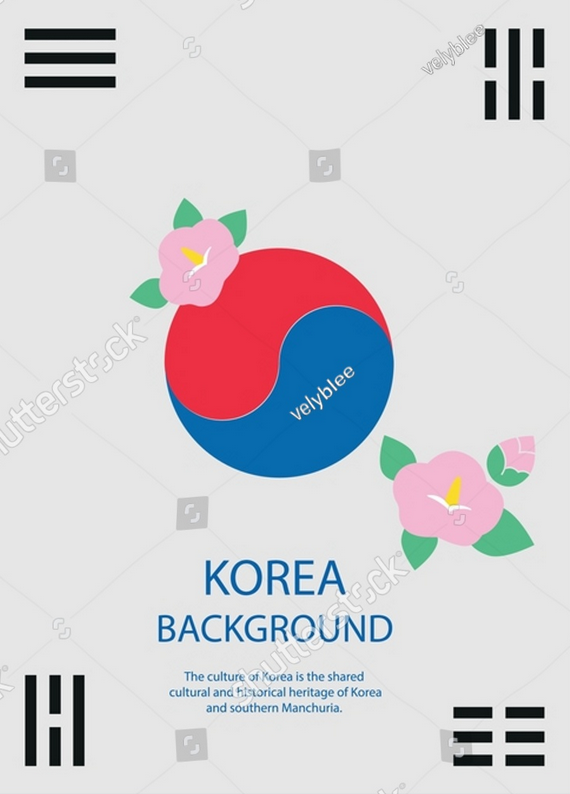 velyblee
shutterstock
velyblee
KOREA
BACKGROUND
shutterstock
The culture of Korea is the shared
cultural and historical heritage of Korea
and southern Manchuria.